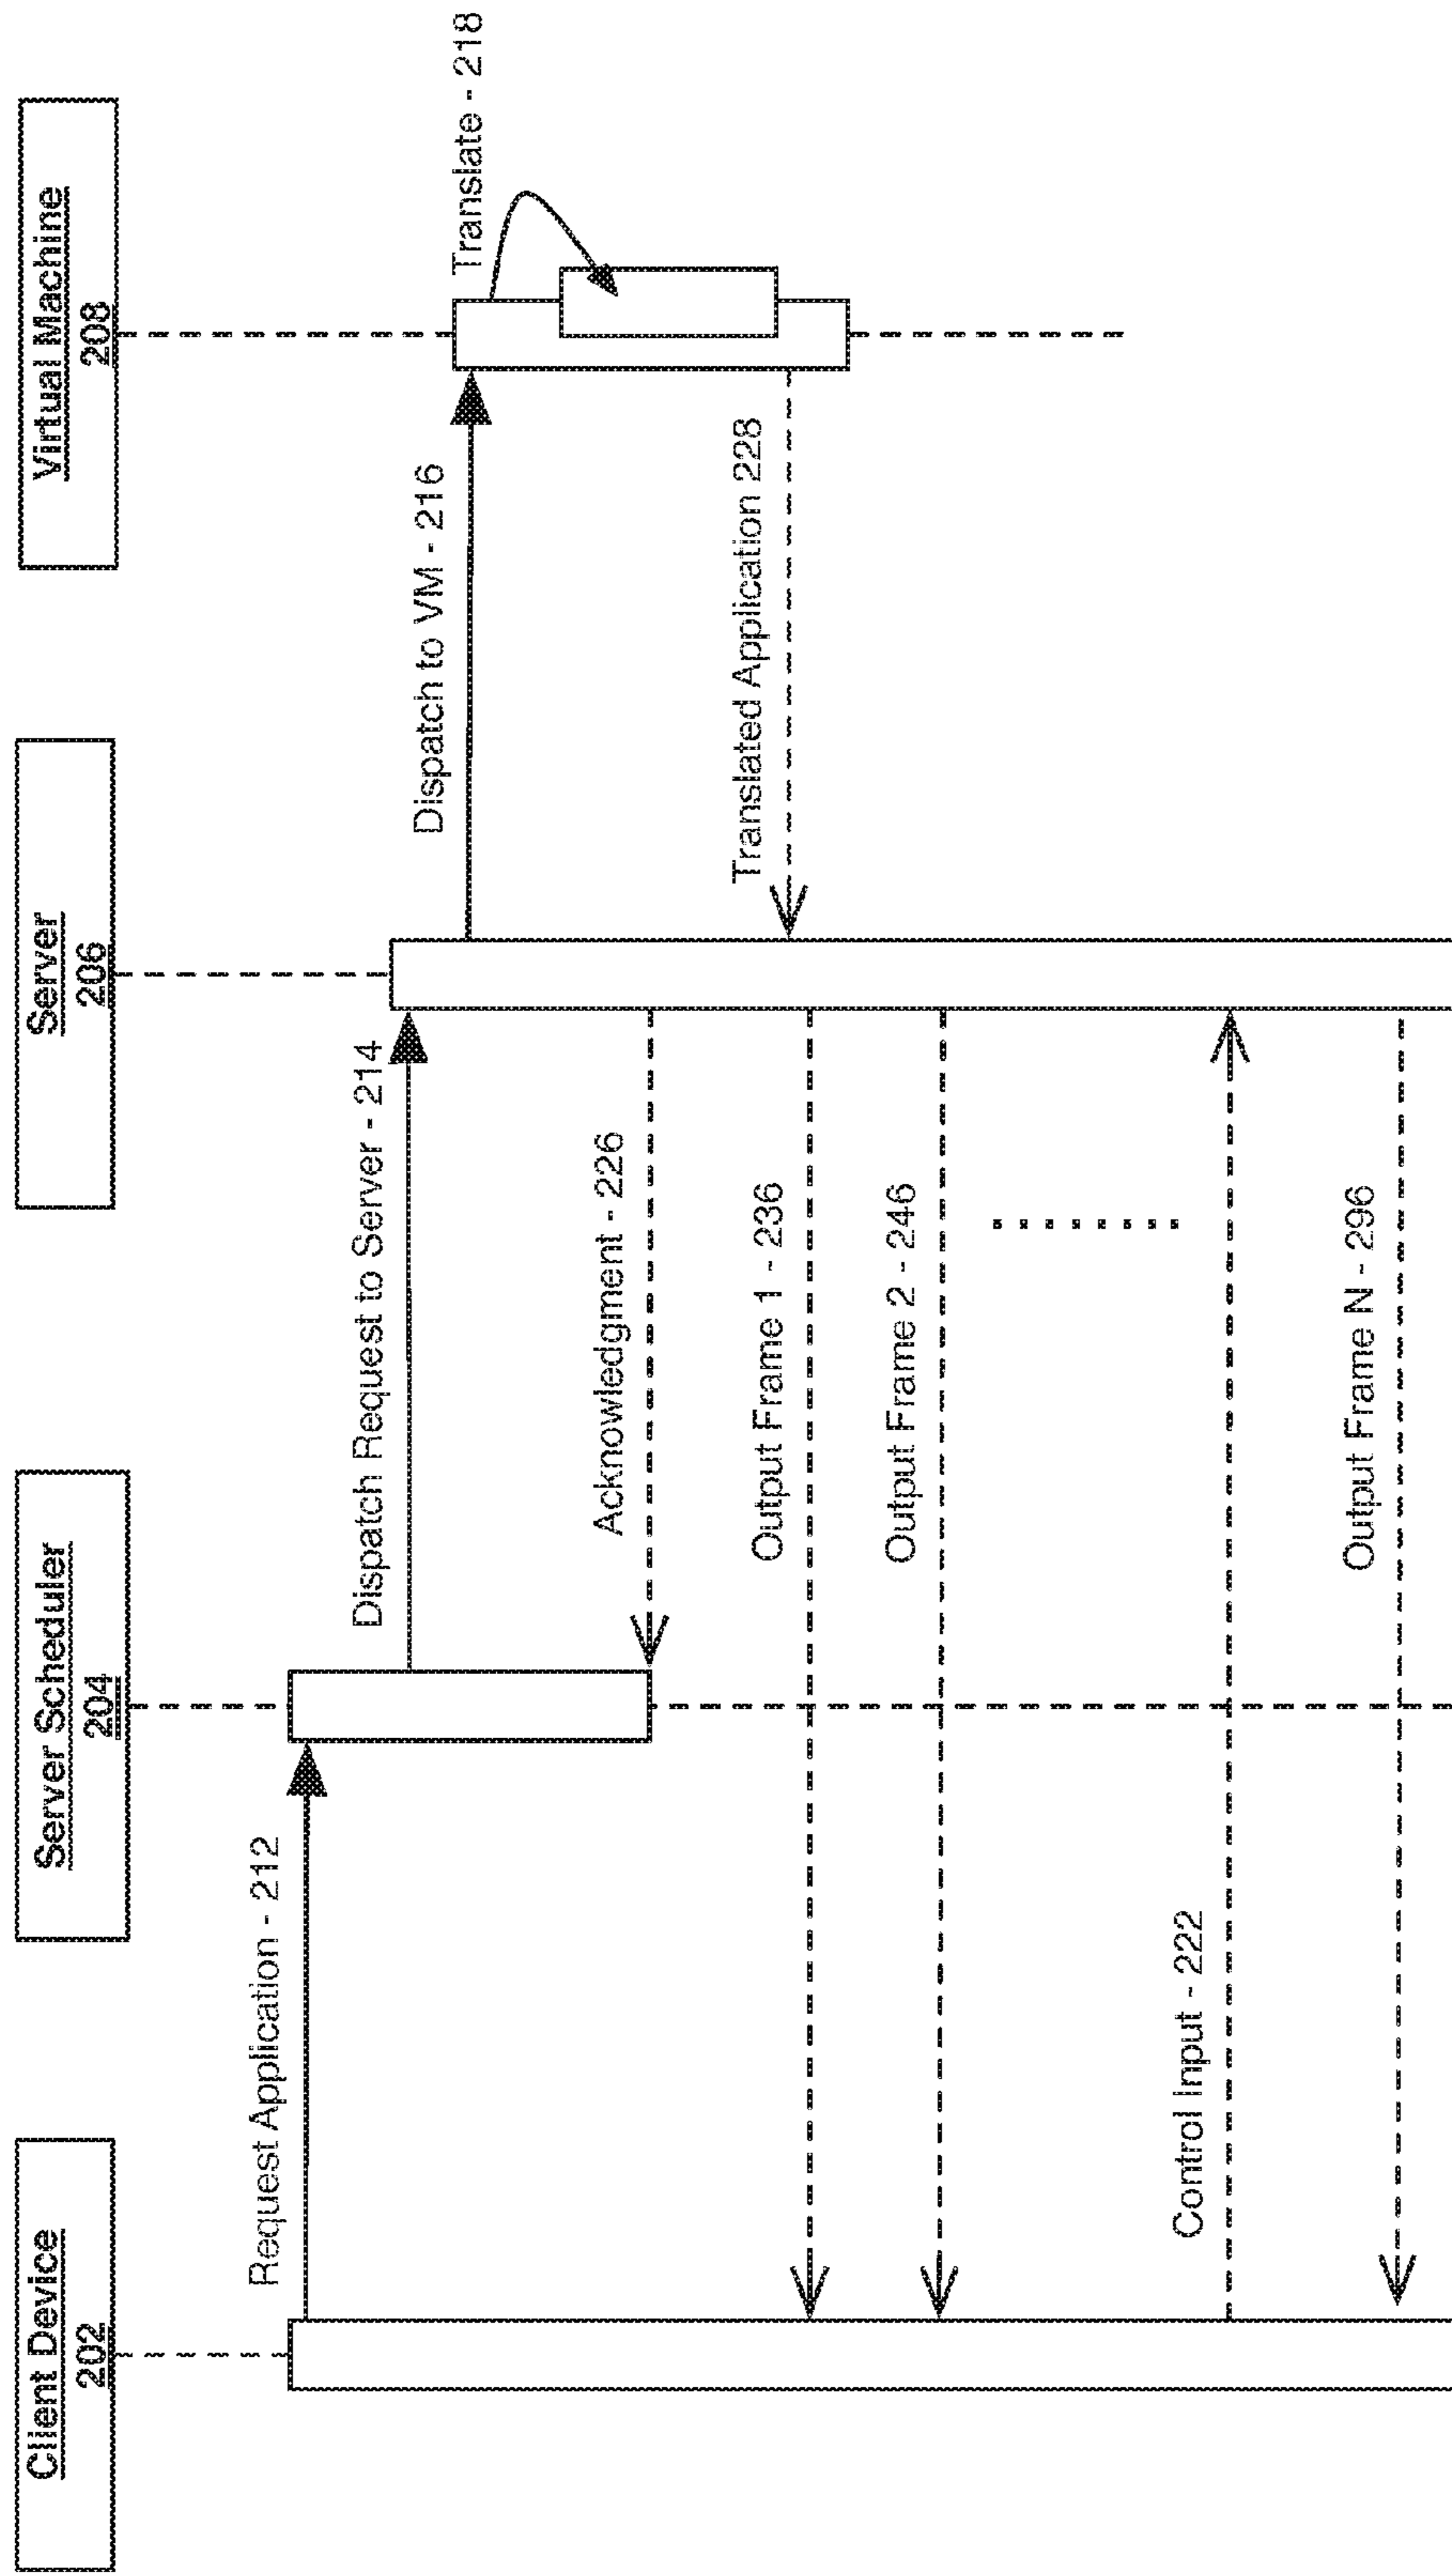 Client Device
202
Server Scheduler
204
Server
206
Virtual Machine
208
Request Application - 212
Dispatch Request to Server - 214
Dispatch to VM - 216
Translate - 218
Acknowledgment - 226
Translated Application 228
Output Frame 1 - 236
Output Frame 2 - 246
.......
Control Input - 222
Output Frame N - 296